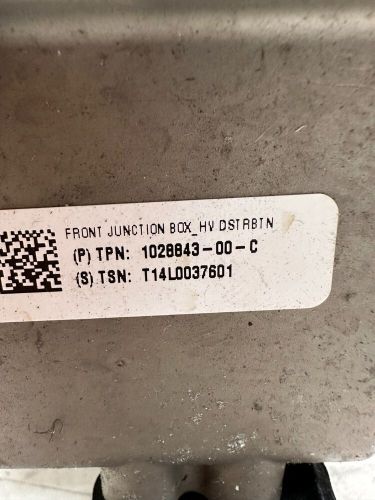 FRONT JUNCTION BOX_HV DSTRBTN
(P) TPN: 1028843-00-C
(S) TSN: T14L0037601